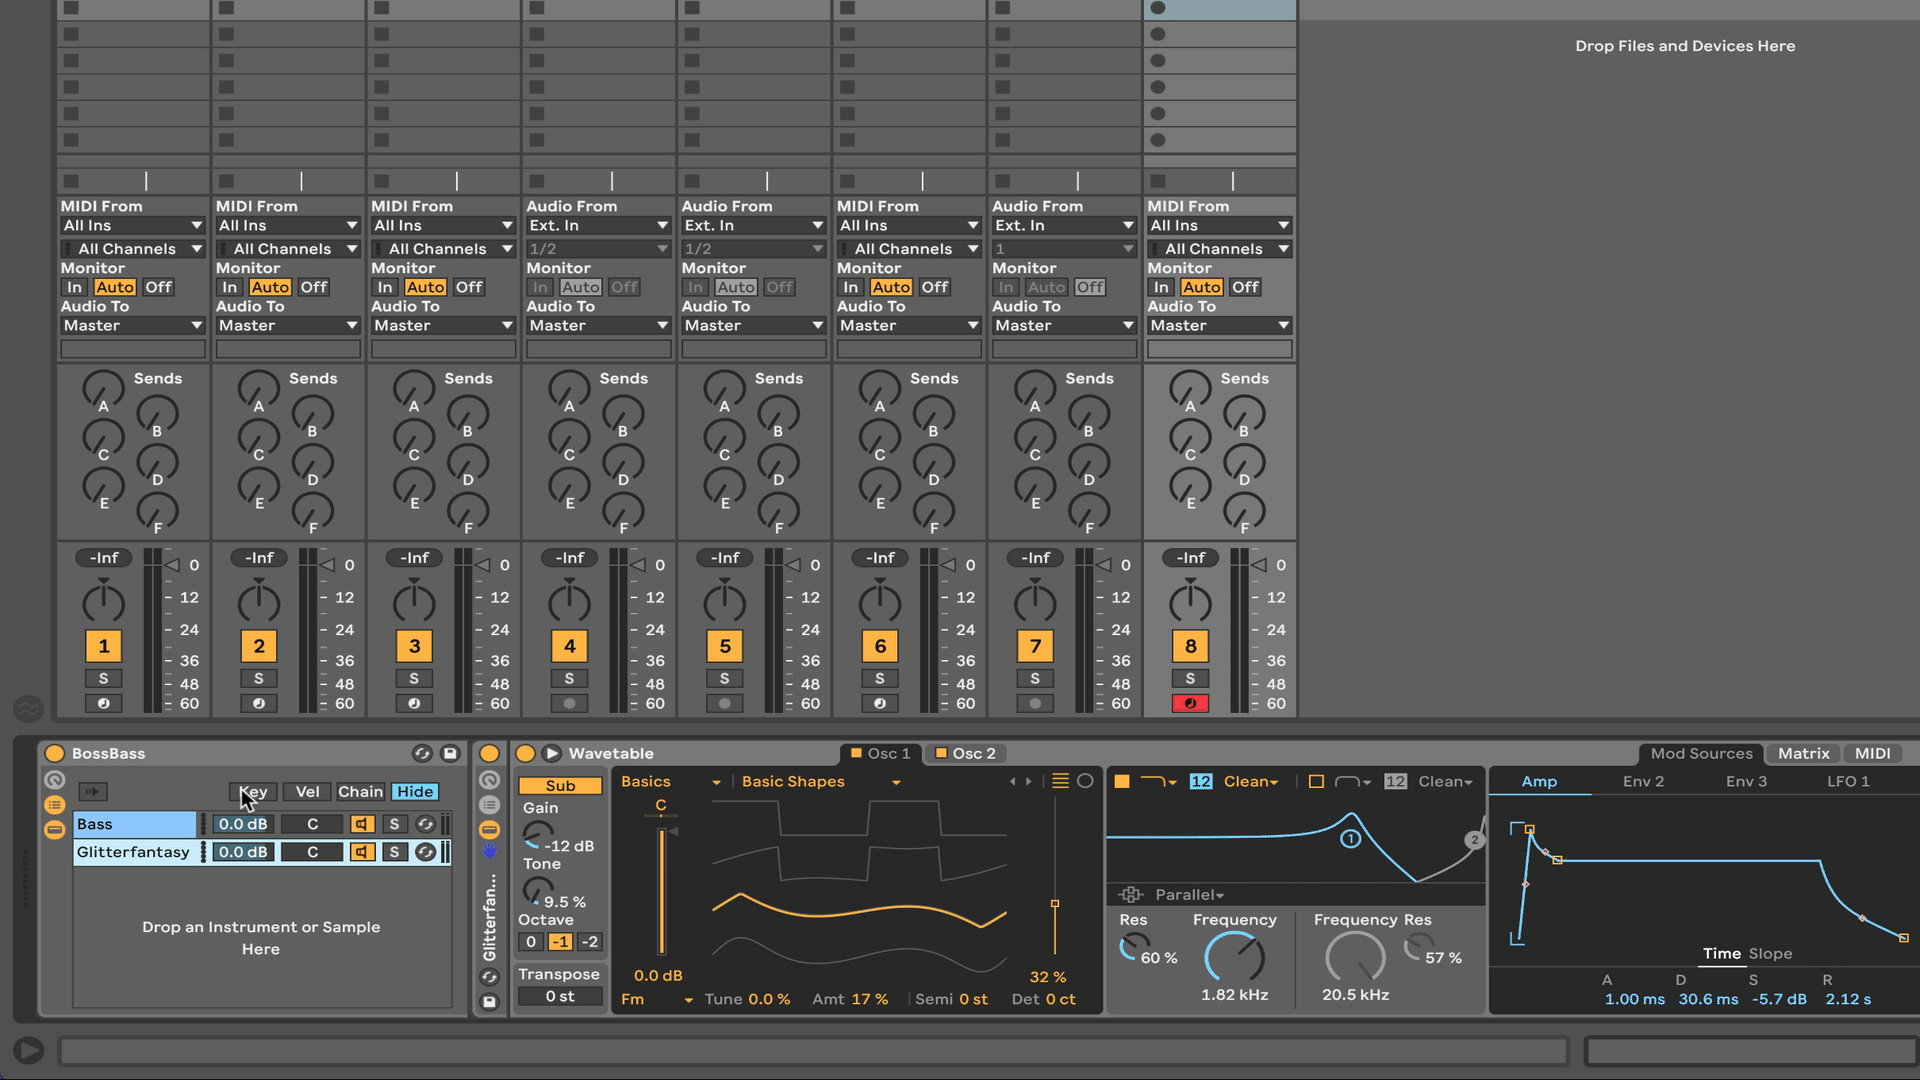 Drop Files and Devices Here
MIDI From MIDI From MIDI From Audio From Audio From MIDI From Audio From MIDI From
All Ins All Ins All Ins Ext. In Ext. In All Ins Ext. In All Ins
All Channels All Channels All Channels 1/2 1/2 All Channels 1 All Channels
Monitor Monitor Monitor Monitor Monitor Monitor Monitor Monitor
In Auto Off In Auto Off In Auto Off In Auto Off In Auto Off In Auto Off In Auto Off In Auto Off
Audio To Audio To Audio To Audio To Audio To Audio To Audio To Audio To
Master Master Master Master Master Master Master Master
Sends Sends Sends Sends Sends Sends Sends Sends
A A A A A A A A
B B B B B B B B
C C C C C C C C
D D D D D D D D
E E E E E E E E
F F F F F F F F
-Inf 0 -Inf 0 -Inf 0 -Inf 0 -Inf 0 -Inf 0 -Inf 0 -Inf 0
12 12 12 12 12 12 12 12
24 24 24 24 24 24 24 24
1 2 3 4 5 6 7 8
36 36 36 36 36 36 36 36
S S S S S S S S
48 48 48 48 48 48 48 48
60 60 60 60 60 60 60 60
BossBass Wavetable Osc 1 Osc 2 Mod Sources Matrix MIDI
Key Vel Chain Hide
Bass 0.0 dB C S
Glitterfantasy 0.0 dB C S
Drop an Instrument or Sample
Here
Glitterfan...
Sub
Gain
-12 dB
Tone
9.5 %
Octave
0 -1 -2
Transpose
0 st
Basics Basic Shapes
C
0.0 dB 32 %
Fm Tune 0.0 % Amt 17 % Semi 0 st Det 0 ct
12 Clean 12 Clean
1 2
Parallel
Res Frequency Frequency Res
60 % 57 %
1.82 kHz 20.5 kHz
Amp Env 2 Env 3 LFO 1
Time Slope
A D S R
1.00 ms 30.6 ms -5.7 dB 2.12 s